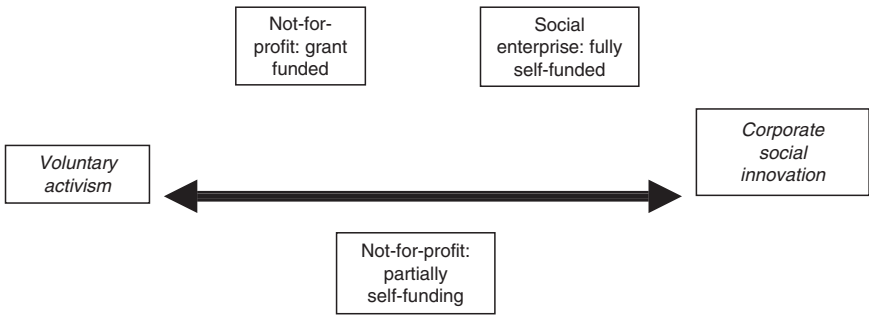 Not-for-
profit: grant
funded
Social
enterprise: fully
self-funded
Voluntary
activism
Corporate
social
innovation
Not-for-profit:
partially
self-funding